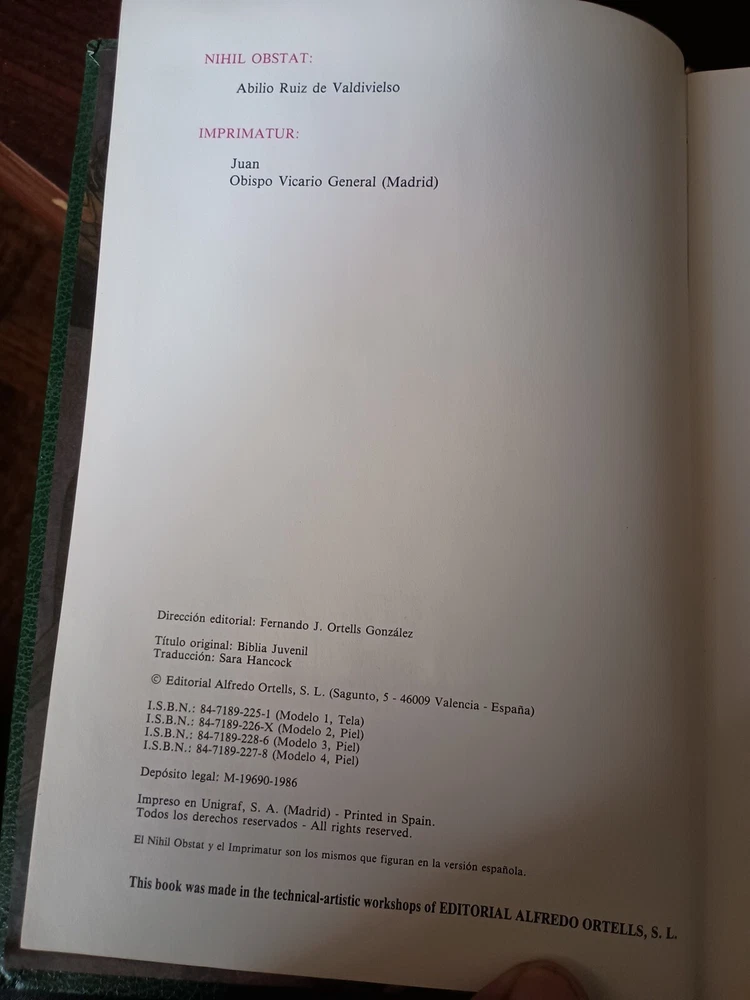 NIHIL OBSTAT:
Abilio Ruiz de Valdivielso
IMPRIMATUR:
Juan
Obispo Vicario General (Madrid)
Dirección editorial: Fernando J. Ortells González
Título original: Biblia Juvenil
Traducción: Sara Hancock
© Editorial Alfredo Ortells, S. L. (Sagunto, 5 - 46009 Valencia - España)
I.S.B.N.: 84-7189-225-1 (Modelo 1, Tela)
I.S.B.N.: 84-7189-226-X (Modelo 2, Piel)
I.S.B.N.: 84-7189-228-6 (Modelo 3, Piel)
I.S.B.N.: 84-7189-227-8 (Modelo 4, Piel)
Depósito legal: M-19690-1986
Impreso en Unigraf, S. A. (Madrid) - Printed in Spain.
Todos los derechos reservados - All rights reserved.
El Nihil Obstat y el Imprimatur son los mismos que figuran en la versión española.
This book was made in the technical-artistic workshops of EDITORIAL ALFREDO ORTELLS, S. L.